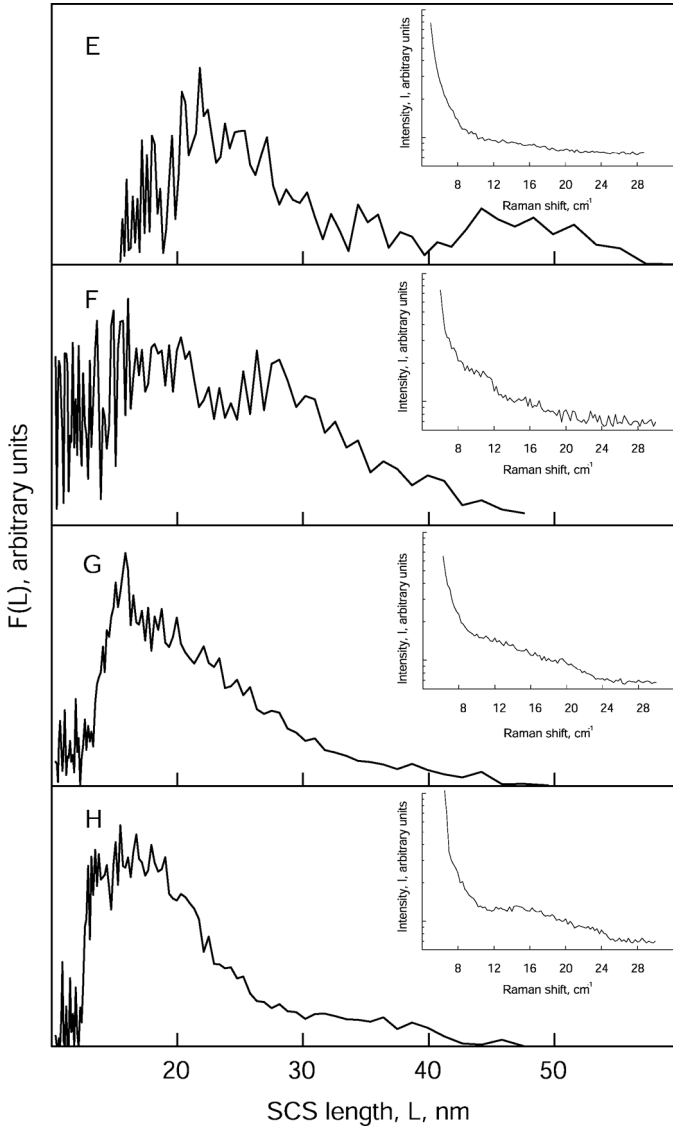 E
Intensity, I, arbitrary units
8 12 16 20 24 28
Raman shift, cm-1
F
Intensity, I, arbitrary units
8 12 16 20 24 28
Raman shift, cm-1
G
Intensity, I, arbitrary units
8 12 16 20 24 28
Raman shift, cm-1
H
Intensity, I, arbitrary units
8 12 16 20 24 28
Raman shift, cm-1
F(L), arbitrary units
20 30 40 50
SCS length, L, nm